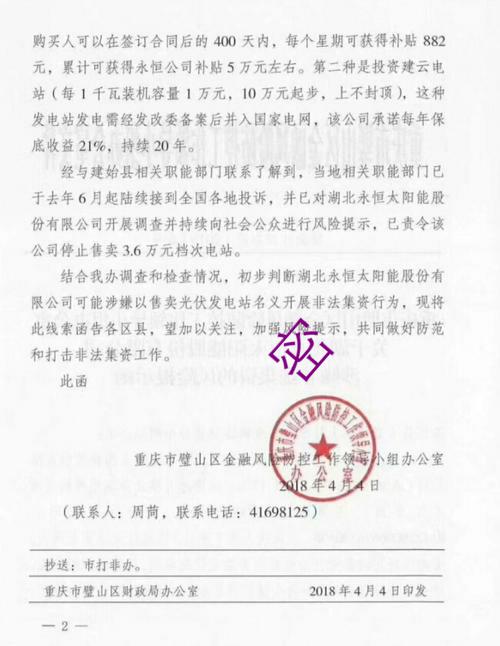 购买人可以在签订合同后的 400 天内，每个星期可获得补贴 882
元，累计可获得永恒公司补贴 5 万元左右。第二种是投资建云电
站（每 1 千瓦装机容量 1 万元，10 万元起步，上不封顶），这种
发电站发电需经发改委备案后并入国家电网，该公司承诺每年保
底收益 21%，持续 20 年。
经与建始县相关职能部门联系了解到，当地相关职能部门已
于去年 6 月起陆续接到全国各地投诉，并已对湖北永恒太阳能股
份有限公司开展调查并持续向社会公众进行风险提示，已责令该
公司停止售卖 3.6 万元档次电站。
结合我办调查和检查情况，初步判断湖北永恒太阳能股份有
限公司可能涉嫌以售卖光伏发电站名义开展非法集资行为，现将
此线索函告各区县，望加以关注，加强风险提示，共同做好防范
和打击非法集资工作。
密
此函
重庆市璧山区金融风险防控工作领导小组办公室
2018 年 4 月 4 日
（联系人：周茼，联系电话：41698125）
抄送：市打非办。
重庆市璧山区财政局办公室 2018 年 4 月 4 日印发
— 2 —